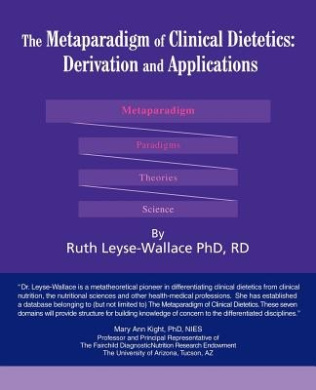 The Metaparadigm of Clinical Dietetics:
Derivation and Applications
Metaparadigm
Paradigms
Theories
Science
By
Ruth Leyse-Wallace PhD, RD
"Dr. Leyse-Wallace is a metatheoretical pioneer in differentiating clinical dietetics from clinical
nutrition, the nutritional sciences and other health-medical professions.  She has established
a database belonging to (but not limited to) The Metaparadigm of Clinical Dietetics. These seven
domains will provide structure for building knowledge of concern to the differentiated disciplines."
Mary Ann Kight, PhD, NIES
Professor and Principal Representative of
The Fairchild DiagnosticNutrition Research Endowment
The University of Arizona, Tucson, AZ